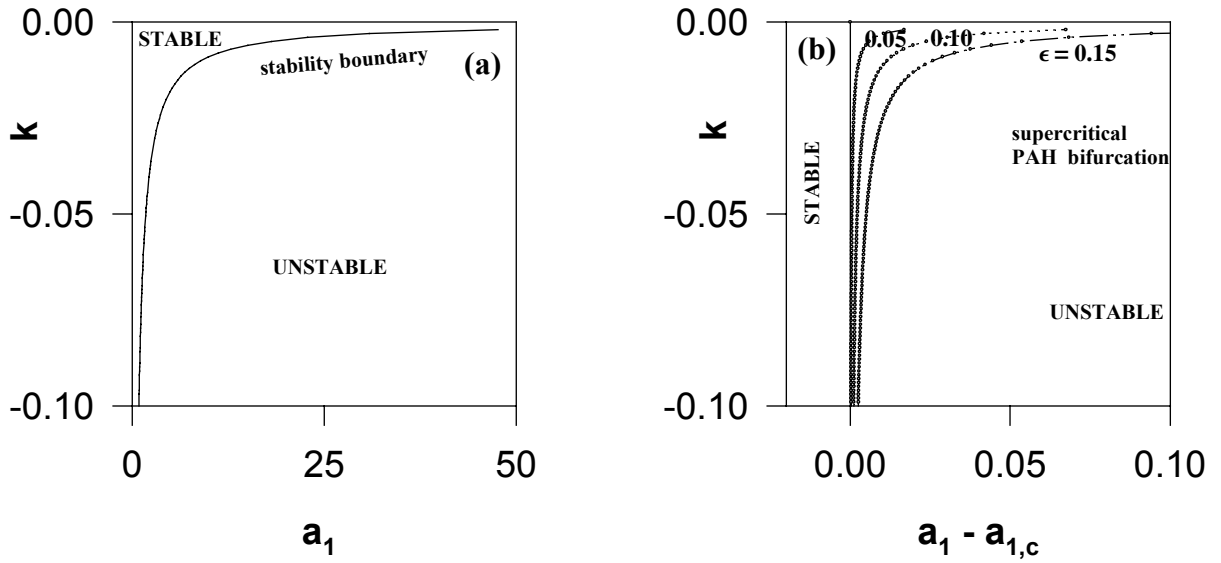 0.00
STABLE
stability boundary
(a)
k
-0.05
UNSTABLE
-0.10
0
25
50
a1
0.00
(b)
0.05
0.10
ϵ = 0.15
k
STABLE
supercritical
PAH bifurcation
-0.05
UNSTABLE
-0.10
0.00
0.05
0.10
a1 - a1,c